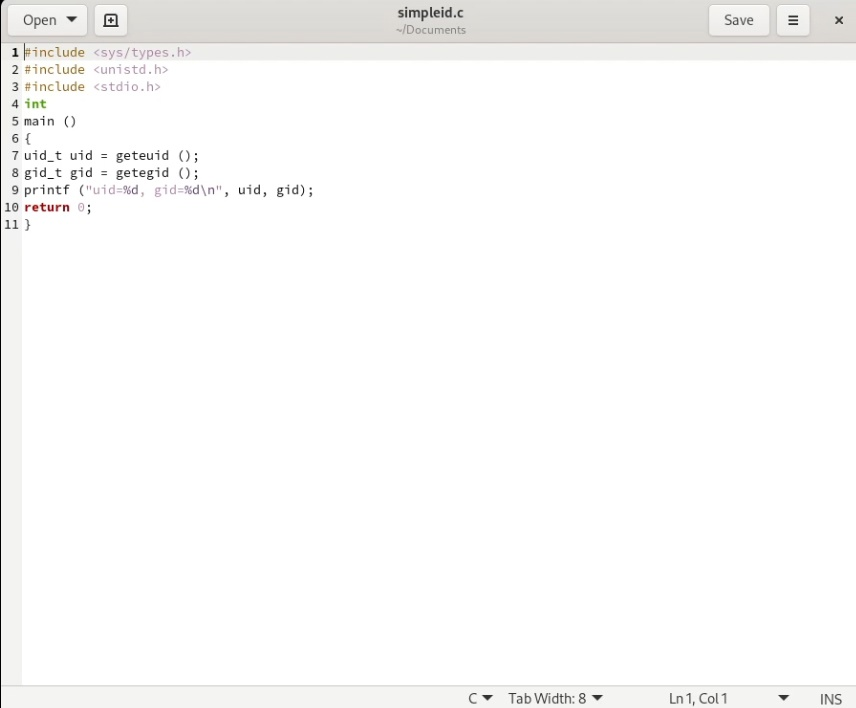 Open
simpleid.c
~/Documents
Save
1 #include <sys/types.h>
2 #include <unistd.h>
3 #include <stdio.h>
4 int
5 main ()
6 {
7 uid_t uid = geteuid ();
8 gid_t gid = getegid ();
9 printf ("uid=%d, gid=%d\n", uid, gid);
10 return 0;
11 }
C Tab Width: 8 Ln 1, Col 1 INS